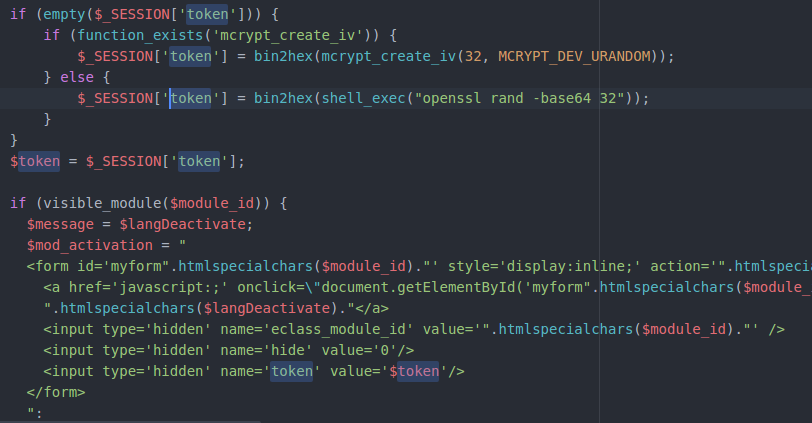 if (empty($_SESSION['token'])) {
    if (function_exists('mcrypt_create_iv')) {
        $_SESSION['token'] = bin2hex(mcrypt_create_iv(32, MCRYPT_DEV_URANDOM));
    } else {
        $_SESSION['token'] = bin2hex(shell_exec("openssl rand -base64 32"));
    }
}
$token = $_SESSION['token'];

if (visible_module($module_id)) {
  $message = $langDeactivate;
  $mod_activation = "
  <form id='myform".htmlspecialchars($module_id)."' style='display:inline;' action='".htmlspeci
    <a href='javascript:;' onclick=\"document.getElementById('myform".htmlspecialchars($module_
    ".htmlspecialchars($langDeactivate)."</a>
    <input type='hidden' name='eclass_module_id' value='".htmlspecialchars($module_id)."' />
    <input type='hidden' name='hide' value='0'/>
    <input type='hidden' name='token' value='$token'/>
  </form>
  ";